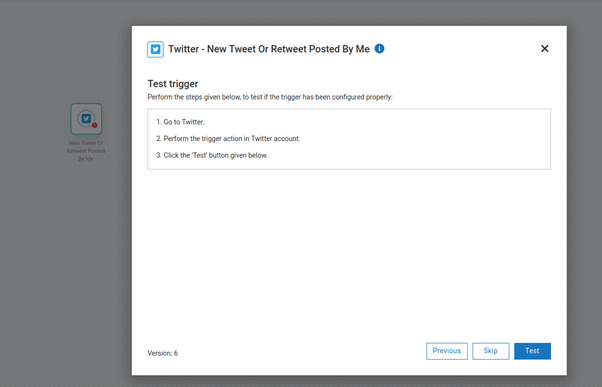 Twitter - New Tweet Or Retweet Posted By Me
Test trigger
Perform the steps given below, to test if the trigger has been configured properly:
1. Go to Twitter.
2. Perform the trigger action in Twitter account.
3. Click the 'Test' button given below.
New Tweet Or
Retweet Posted
By Me
Version: 6
Previous
Skip
Test